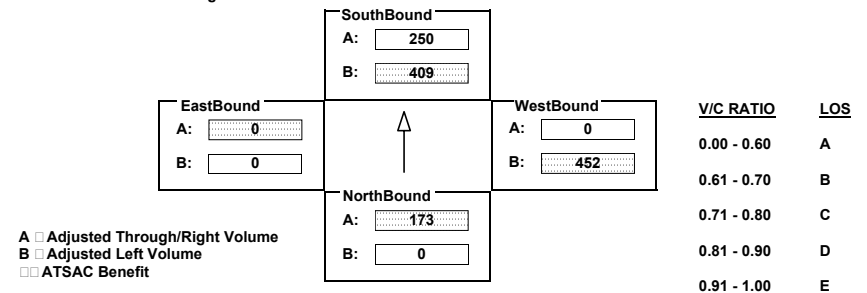 SouthBound
A: 250
B: 409
EastBound
A: 0
B: 0
WestBound
A: 0
B: 452
NorthBound
A: 173
B: 0
A □ Adjusted Through/Right Volume
B □ Adjusted Left Volume
□□ ATSAC Benefit
V/C RATIO LOS
0.00 - 0.60 A
0.61 - 0.70 B
0.71 - 0.80 C
0.81 - 0.90 D
0.91 - 1.00 E